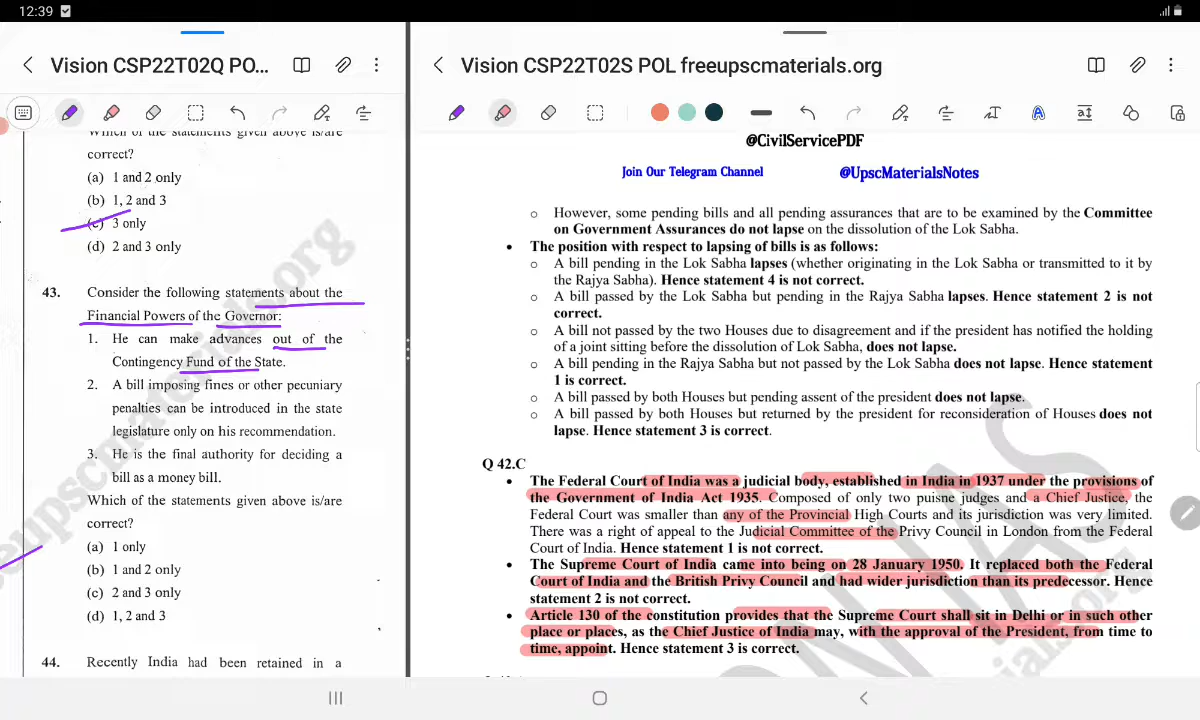 12:39
Vision CSP22T02Q PO...
Which of the statements given above is/are
correct?
(a) 1 and 2 only
(b) 1, 2 and 3
(c) 3 only
(d) 2 and 3 only
43. Consider the following statements about the
Financial Powers of the Governor:
1. He can make advances out of the
Contingency Fund of the State.
2. A bill imposing fines or other pecuniary
penalties can be introduced in the state
legislature only on his recommendation.
3. He is the final authority for deciding a
bill as a money bill.
Which of the statements given above is/are
correct?
(a) 1 only
(b) 1 and 2 only
(c) 2 and 3 only
(d) 1, 2 and 3
44. Recently India had been retained in a
Vision CSP22T02S POL freeupscmaterials.org
@CivilServicePDF
Join Our Telegram Channel @UpscMaterialsNotes
o However, some pending bills and all pending assurances that are to be examined by the Committee
on Government Assurances do not lapse on the dissolution of the Lok Sabha.
• The position with respect to lapsing of bills is as follows:
o A bill pending in the Lok Sabha lapses (whether originating in the Lok Sabha or transmitted to it by
the Rajya Sabha). Hence statement 4 is not correct.
o A bill passed by the Lok Sabha but pending in the Rajya Sabha lapses. Hence statement 2 is not
correct.
o A bill not passed by the two Houses due to disagreement and if the president has notified the holding
of a joint sitting before the dissolution of Lok Sabha, does not lapse.
o A bill pending in the Rajya Sabha but not passed by the Lok Sabha does not lapse. Hence statement
1 is correct.
o A bill passed by both Houses but pending assent of the president does not lapse.
o A bill passed by both Houses but returned by the president for reconsideration of Houses does not
lapse. Hence statement 3 is correct.
Q 42.C
• The Federal Court of India was a judicial body, established in India in 1937 under the provisions of
the Government of India Act 1935. Composed of only two puisne judges and a Chief Justice, the
Federal Court was smaller than any of the Provincial High Courts and its jurisdiction was very limited.
There was a right of appeal to the Judicial Committee of the Privy Council in London from the Federal
Court of India. Hence statement 1 is not correct.
• The Supreme Court of India came into being on 28 January 1950. It replaced both the Federal
Court of India and the British Privy Council and had wider jurisdiction than its predecessor. Hence
statement 2 is not correct.
• Article 130 of the constitution provides that the Supreme Court shall sit in Delhi or in such other
place or places, as the Chief Justice of India may, with the approval of the President, from time to
time, appoint. Hence statement 3 is correct.